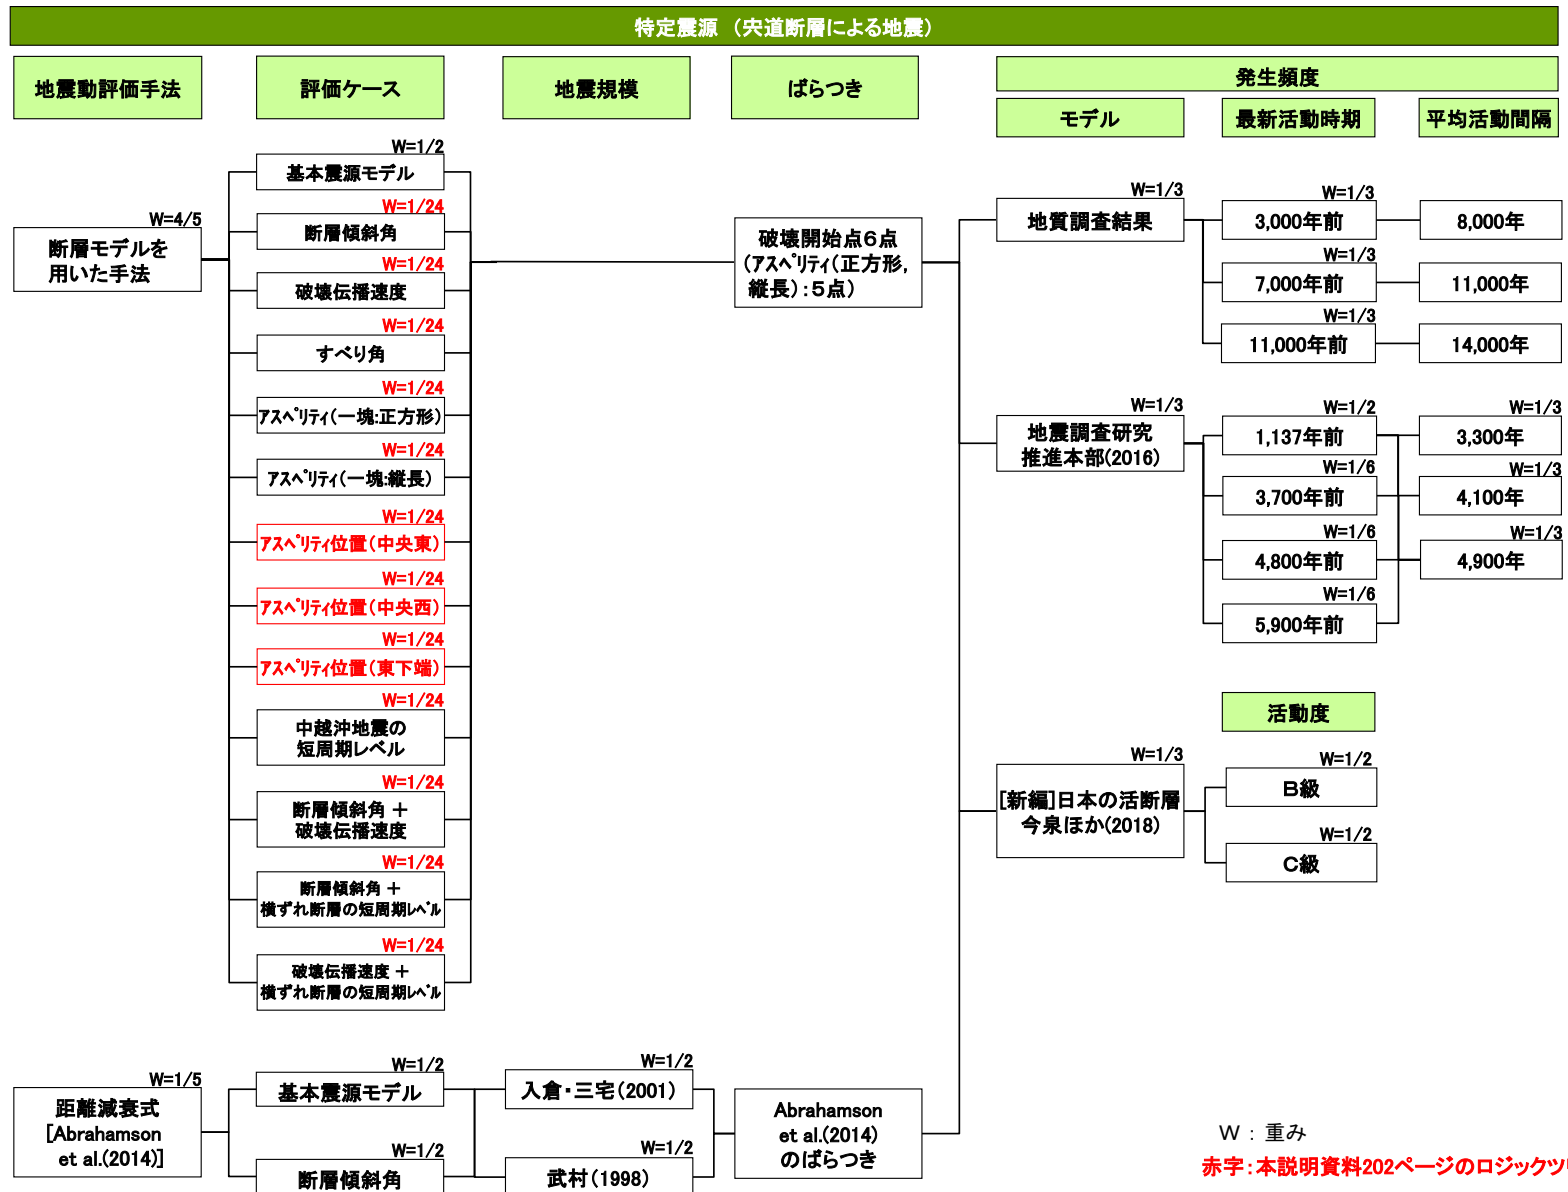 特定震源 (宍道断層による地震)
地震動評価手法
評価ケース
地震規模
ばらつき
発生頻度
モデル
最新活動時期
平均活動間隔
W=4/5
断層モデルを
用いた手法
W=1/2
基本震源モデル
W=1/24
断層傾斜角
W=1/24
破壊伝播速度
W=1/24
すべり角
W=1/24
アスペリティ(一塊:正方形)
W=1/24
アスペリティ(一塊:縦長)
W=1/24
アスペリティ位置(中央東)
W=1/24
アスペリティ位置(中央西)
W=1/24
アスペリティ位置(東下端)
W=1/24
中越沖地震の
短周期レベル
W=1/24
断層傾斜角 +
破壊伝播速度
W=1/24
断層傾斜角 +
横ずれ断層の短周期レベル
W=1/24
破壊伝播速度 +
横ずれ断層の短周期レベル
破壊開始点6点
(アスペリティ(正方形,
縦長):5点)
W=1/3
地質調査結果
W=1/3
3,000年前
8,000年
W=1/3
7,000年前
11,000年
W=1/3
11,000年前
14,000年
W=1/3
地震調査研究
推進本部(2016)
W=1/2
1,137年前
W=1/3
3,300年
W=1/6
3,700年前
W=1/3
4,100年
W=1/6
4,800年前
W=1/3
4,900年
W=1/6
5,900年前
活動度
W=1/3
[新編]日本の活断層
今泉ほか(2018)
W=1/2
B級
W=1/2
C級
W=1/5
距離減衰式
[Abrahamson
et al.(2014)]
W=1/2
基本震源モデル
W=1/2
断層傾斜角
W=1/2
入倉・三宅(2001)
W=1/2
武村(1998)
Abrahamson
et al.(2014)
のばらつき
W : 重み
赤字:本説明資料202ページのロジックツ